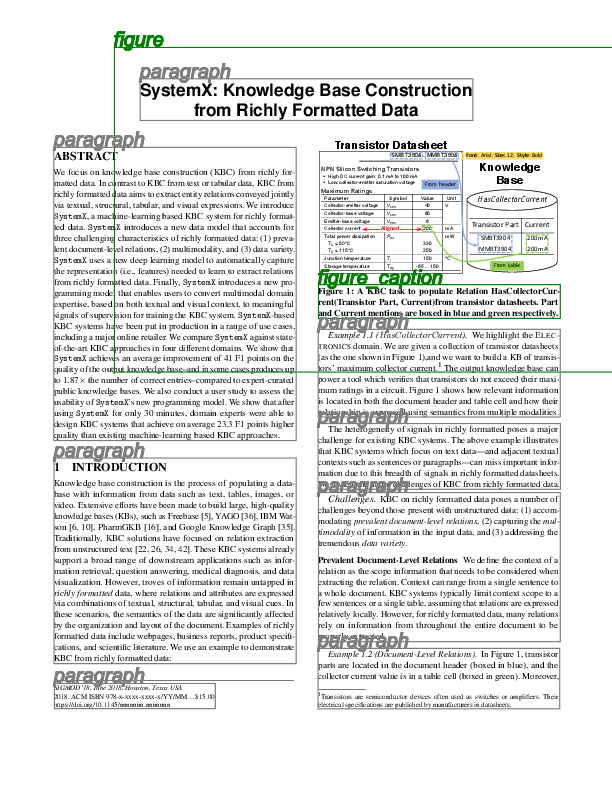 figure
paragraph
SystemX: Knowledge Base Construction
from Richly Formatted Data
paragraph
ABSTRACT
We focus on knowledge base construction (KBC) from richly for-
matted data. In contrast to KBC from text or tabular data, KBC from
richly formatted data aims to extract entity relations conveyed jointly
via textual, structural, tabular, and visual expressions. We introduce
SystemX, a machine-learning based KBC system for richly format-
ted data. SystemX introduces a new data model that accounts for
three challenging characteristics of richly formatted data: (1) preva-
lent document-level relations, (2) multimodality, and (3) data variety.
SystemX uses a new deep learning model to automatically capture
the representation (i.e., features) needed to learn to extract relations
from richly formatted data. Finally, SystemX introduces a new pro-
gramming model that enables users to convert multimodal domain
expertise, based on both textual and visual context, to meaningful
signals of supervision for training the KBC system. SystemX-based
KBC systems have been put in production in a range of use cases,
including a major online retailer. We compare SystemX against state-
of-the-art KBC approaches in four different domains. We show that
SystemX achieves an average improvement of 41 F1 points on the
quality of the output knowledge base–and in some cases produces up
to 1.87× the number of correct entries–compared to expert-curated
public knowledge bases. We also conduct a user study to assess the
usability of SystemX's new programming model. We show that after
using SystemX for only 30 minutes, domain experts were able to
design KBC systems that achieve on average 23.3 F1 points higher
quality than existing machine-learning based KBC approaches.
paragraph
1 INTRODUCTION
Knowledge base construction is the process of populating a data-
base with information from data such as text, tables, images, or
video. Extensive efforts have been made to build large, high-quality
knowledge bases (KBs), such as Freebase [5], YAGO [36], IBM Wat-
son [6, 10], PharmGKB [16], and Google Knowledge Graph [35].
Traditionally, KBC solutions have focused on relation extraction
from unstructured text [22, 26, 34, 42]. These KBC systems already
support a broad range of downstream applications such as infor-
mation retrieval, question answering, medical diagnosis, and data
visualization. However, troves of information remain untapped in
richly formatted data, where relations and attributes are expressed
via combinations of textual, structural, tabular, and visual cues. In
these scenarios, the semantics of the data are significantly affected
by the organization and layout of the document. Examples of richly
formatted data include webpages, business reports, product specifi-
cations, and scientific literature. We use an example to demonstrate
KBC from richly formatted data:
paragraph
SIGMOD'18, June 2018, Houston, Texas USA
2018. ACM ISBN 978-x-xxxx-xxxx-x/YY/MM...$15.00
https://doi.org/10.1145/nnnnnnn.nnnnnnn
Transistor Datasheet
SMBT3904 MMBT3904
NPN Silicon Switching Transistors
• High DC current gain: 0.1 mA to 100 mA
• Low collector-emitter saturation voltage
From header
Maximum Ratings
Parameter Symbol Value Unit
Collector-emitter voltage 40 V
Collector-base voltage 60
Emitter-base voltage 6
Collector current Aligned 200 mA
Total power dissipation mW
330
250
Junction temperature 150 °C
Storage temperature -65 ... 150
Font: Arial; Size: 12; Style: Bold
Knowledge
Base
HasCollectorCurrent
Transistor Part Current
SMBT3904 200mA
MMBT3904 200mA
From table
figure_caption
Figure 1: A KBC task to populate Relation HasCollectorCur-
rent(Transistor Part, Current)from transistor datasheets. Part
and Current mentions are boxed in blue and green respectively.
paragraph
Example 1.1 (HasCollectorCurrent). We highlight the ELEC-
TRONICS domain. We are given a collection of transistor datasheets
(as the one shown in Figure 1),and we want to build a KB of transis-
tors' maximum collector current.1 The output knowledge base can
power a tool which verifies that transistors do not exceed their maxi-
mum ratings in a circuit. Figure 1 shows how relevant information
is located in both the document header and table cell and how their
using semantics from multiple modalities.
paragraph
The heterogeneity of signals in richly formatted poses a major
challenge for existing KBC systems. The above example illustrates
that KBC systems which focus on text data—and adjacent textual
contexts such as sentences or paragraphs—can miss important infor-
mation due to this breadth of signals in richly formatted datasheets.
of KBC from richly formatted data.
paragraph
Challenges. KBC on richly formatted data poses a number of
challenges beyond those present with unstructured data: (1) accom-
modating prevalent document-level relations, (2) capturing the mul-
timodality of information in the input data, and (3) addressing the
tremendous data variety.
Prevalent Document-Level Relations We define the context of a
relation as the scope information that needs to be considered when
extracting the relation. Context can range from a single sentence to
a whole document. KBC systems typically limit context scope to a
few sentences or a single table, assuming that relations are expressed
relatively locally. However, for richly formatted data, many relations
rely on information from throughout the entire document to be
paragraph
Example 1.2 (Document-Level Relations). In Figure 1, transistor
parts are located in the document header (boxed in blue), and the
collector current value is in a table cell (boxed in green). Moreover,
1Transistors are semiconductor devices often used as switches or amplifiers. Their
electrical specifications are published by manufacturers in datasheets.